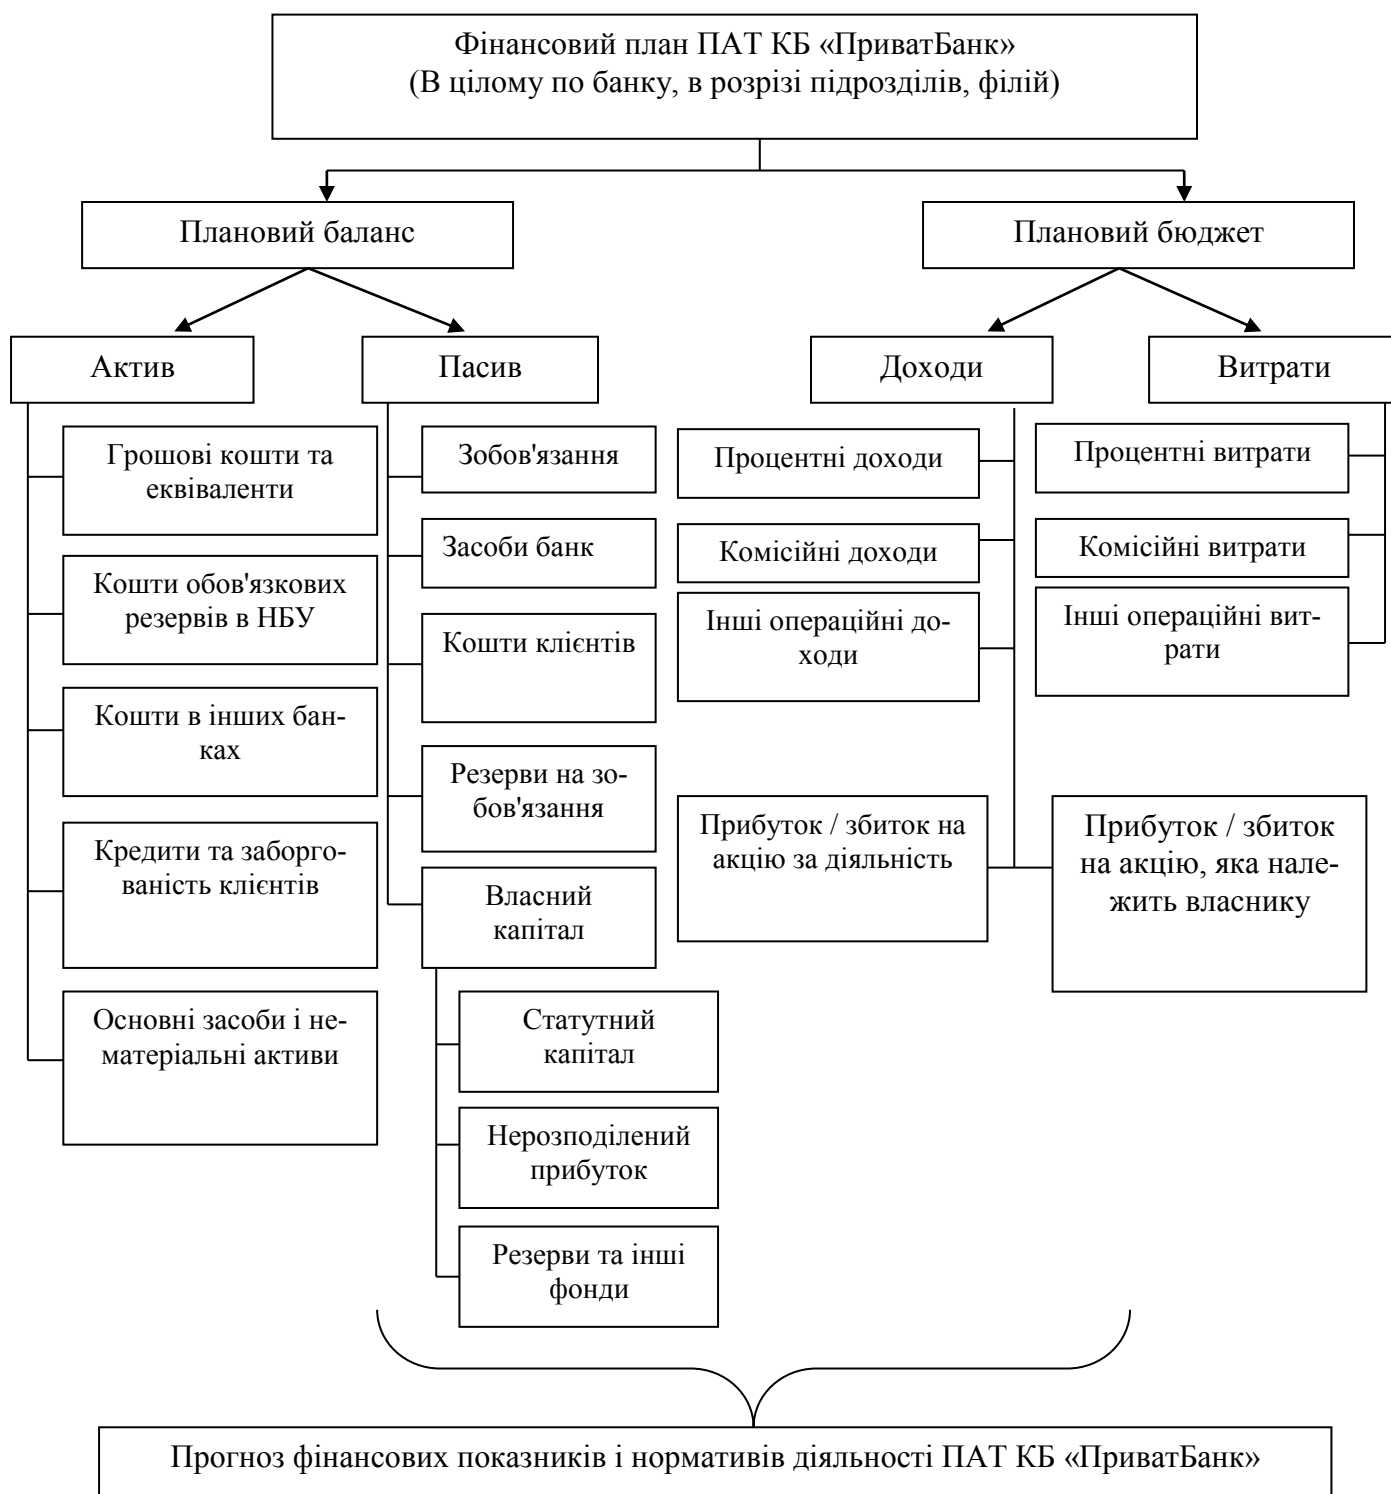 Фінансовий план ПАТ КБ «ПриватБанк»
(В цілому по банку, в розрізі підрозділів, філій)
Плановий баланс
Плановий бюджет
Актив
Пасив
Доходи
Витрати
Грошові кошти та
еквіваленти
Кошти обов'язкових
резервів в НБУ
Кошти в інших бан-
ках
Кредити та заборго-
ваність клієнтів
Основні засоби і не-
матеріальні активи
Зобов'язання
Засоби банк
Кошти клієнтів
Резерви на зо-
бов'язання
Власний
капітал
Статутний
капітал
Нерозподілений
прибуток
Резерви та інші
фонди
Процентні доходи
Комісійні доходи
Інші операційні до-
ходи
Прибуток / збиток на
акцію за діяльність
Процентні витрати
Комісійні витрати
Інші операційні вит-
рати
Прибуток / збиток
на акцію, яка нале-
жить власнику
Прогноз фінансових показників і нормативів діяльності ПАТ КБ «ПриватБанк»